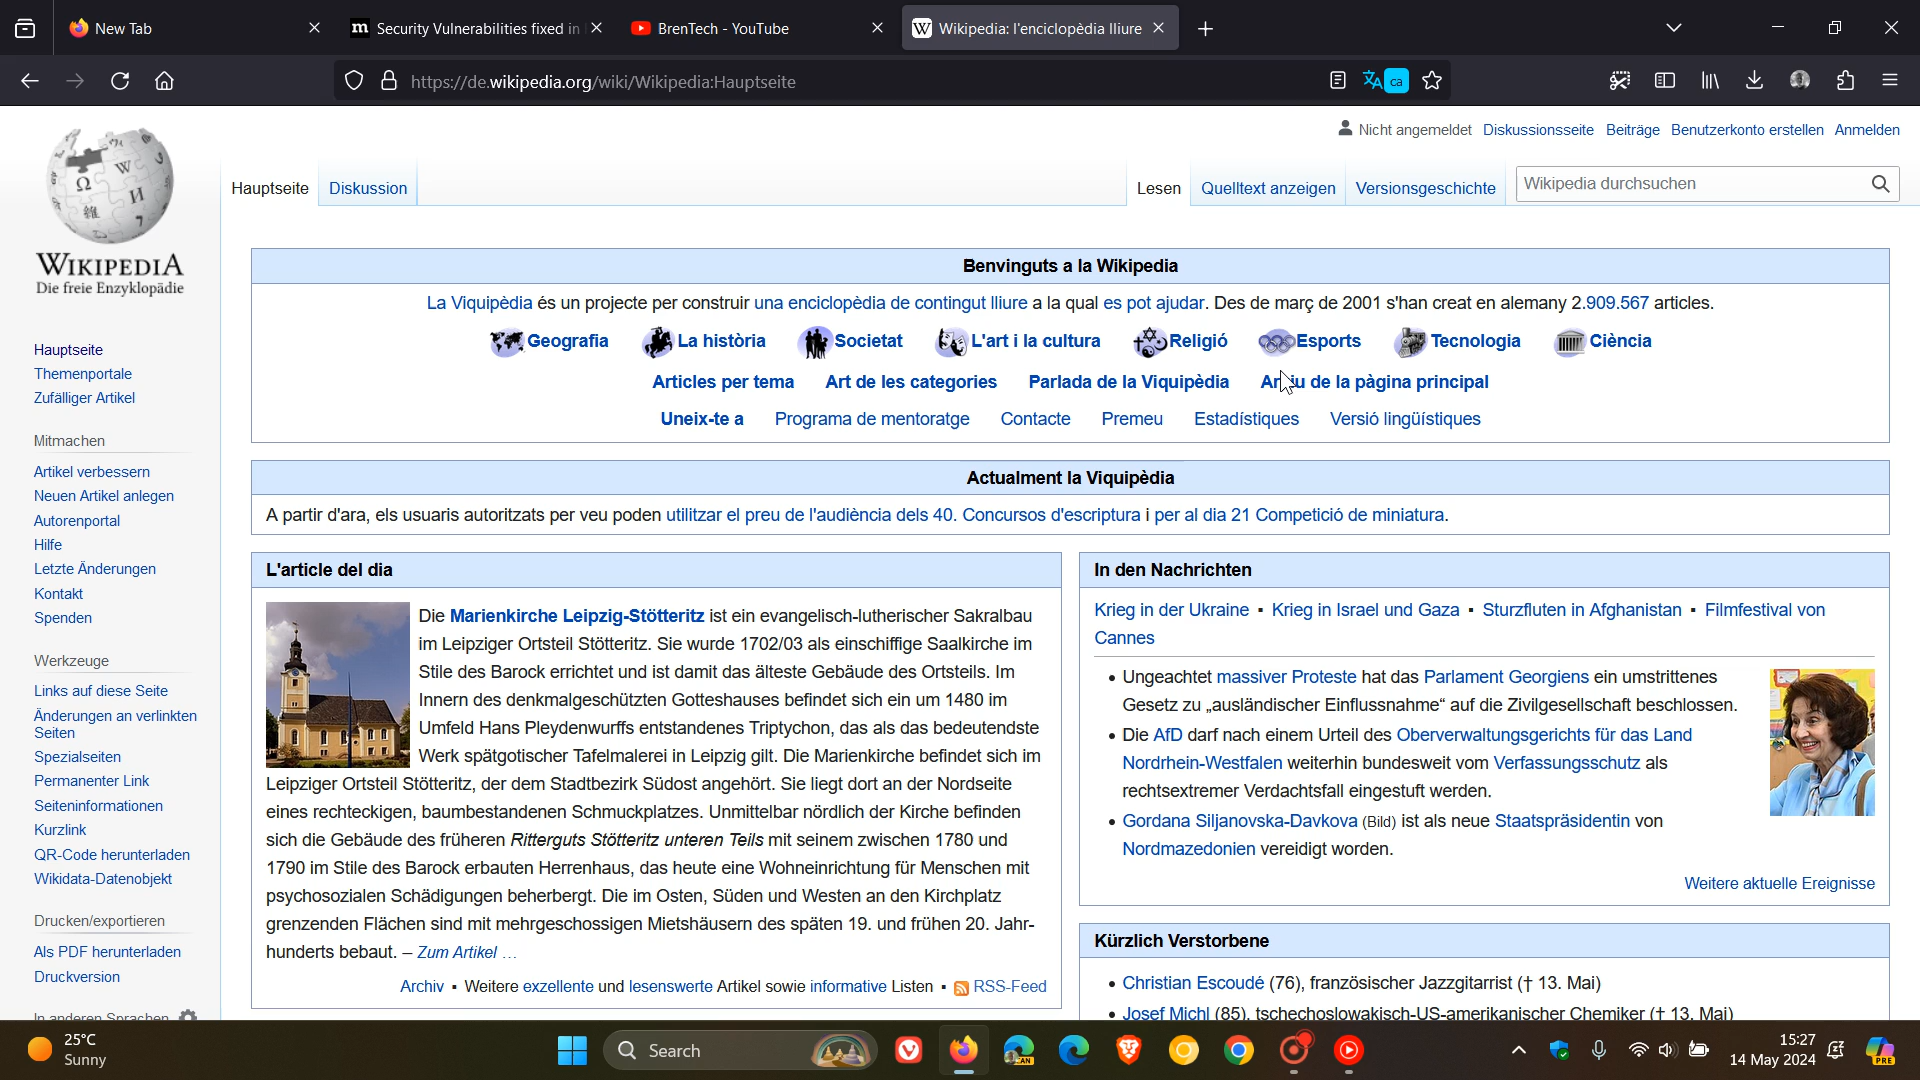 New Tab
Security Vulnerabilities fixed in
BrenTech - YouTube
Wikipedia: l'enciclopèdia lliure
https://de.wikipedia.org/wiki/Wikipedia:Hauptseite
ca
Nicht angemeldet Diskussionsseite Beiträge Benutzerkonto erstellen Anmelden
Hauptseite Diskussion Lesen Quelltext anzeigen Versionsgeschichte Wikipedia durchsuchen
WIKIPEDIA
Die freie Enzyklopädie
Hauptseite
Themenportale
Zufälliger Artikel
Mitmachen
Artikel verbessern
Neuen Artikel anlegen
Autorenportal
Hilfe
Letzte Änderungen
Kontakt
Spenden
Werkzeuge
Links auf diese Seite
Änderungen an verlinkten
Seiten
Spezialseiten
Permanenter Link
Seiteninformationen
Kurzlink
QR-Code herunterladen
Wikidata-Datenobjekt
Drucken/exportieren
Als PDF herunterladen
Druckversion
In anderen Sprachen
Benvinguts a la Wikipedia
La Viquipèdia és un projecte per construir una enciclopèdia de contingut lliure a la qual es pot ajudar. Des de març de 2001 s'han creat en alemany 2.909.567 articles.
Geografia La història Societat L'art i la cultura Religió Esports Tecnologia Ciència
Articles per tema Art de les categories Parlada de la Viquipèdia de la pàgina principal
Uneix-te a Programa de mentoratge Contacte Premeu Estadístiques Versió lingüístiques
Actualment la Viquipèdia
A partir d'ara, els usuaris autoritzats per veu poden utilitzar el preu de l'audiència dels 40. Concursos d'escriptura i per al dia 21 Competició de miniatura.
L'article del dia
Die Marienkirche Leipzig-Stötteritz ist ein evangelisch-lutherischer Sakralbau
im Leipziger Ortsteil Stötteritz. Sie wurde 1702/03 als einschiffige Saalkirche im
Stile des Barock errichtet und ist damit das älteste Gebäude des Ortsteils. Im
Innern des denkmalgeschützten Gotteshauses befindet sich ein um 1480 im
Umfeld Hans Pleydenwurffs entstandenes Triptychon, das als das bedeutendste
Werk spätgotischer Tafelmalerei in Leipzig gilt. Die Marienkirche befindet sich im
Leipziger Ortsteil Stötteritz, der dem Stadtbezirk Südost angehört. Sie liegt dort an der Nordseite
eines rechteckigen, baumbestandenen Schmuckplatzes. Unmittelbar nördlich der Kirche befinden
sich die Gebäude des früheren Ritterguts Stötteritz unteren Teils mit seinem zwischen 1780 und
1790 im Stile des Barock erbauten Herrenhaus, das heute eine Wohneinrichtung für Menschen mit
psychosozialen Schädigungen beherbergt. Die im Osten, Süden und Westen an den Kirchplatz
grenzenden Flächen sind mit mehrgeschossigen Mietshäusern des späten 19. und frühen 20. Jahr-
hunderts bebaut. – Zum Artikel …
Archiv ▪ Weitere exzellente und lesenswerte Artikel sowie informative Listen ▪ RSS-Feed
In den Nachrichten
Krieg in der Ukraine ▪ Krieg in Israel und Gaza ▪ Sturzfluten in Afghanistan ▪ Filmfestival von
Cannes
• Ungeachtet massiver Proteste hat das Parlament Georgiens ein umstrittenes
Gesetz zu „ausländischer Einflussnahme“ auf die Zivilgesellschaft beschlossen.
• Die AfD darf nach einem Urteil des Oberverwaltungsgerichts für das Land
Nordrhein-Westfalen weiterhin bundesweit vom Verfassungsschutz als
rechtsextremer Verdachtsfall eingestuft werden.
• Gordana Siljanovska-Davkova (Bild) ist als neue Staatspräsidentin von
Nordmazedonien vereidigt worden.
Weitere aktuelle Ereignisse
Kürzlich Verstorbene
• Christian Escoudé (76), französischer Jazzgitarrist († 13. Mai)
• Josef Michl (85), tschechoslowakisch-US-amerikanischer Chemiker († 13. Mai)
25°C
Sunny
Search
CAN
15:27
14 May 2024
PRE